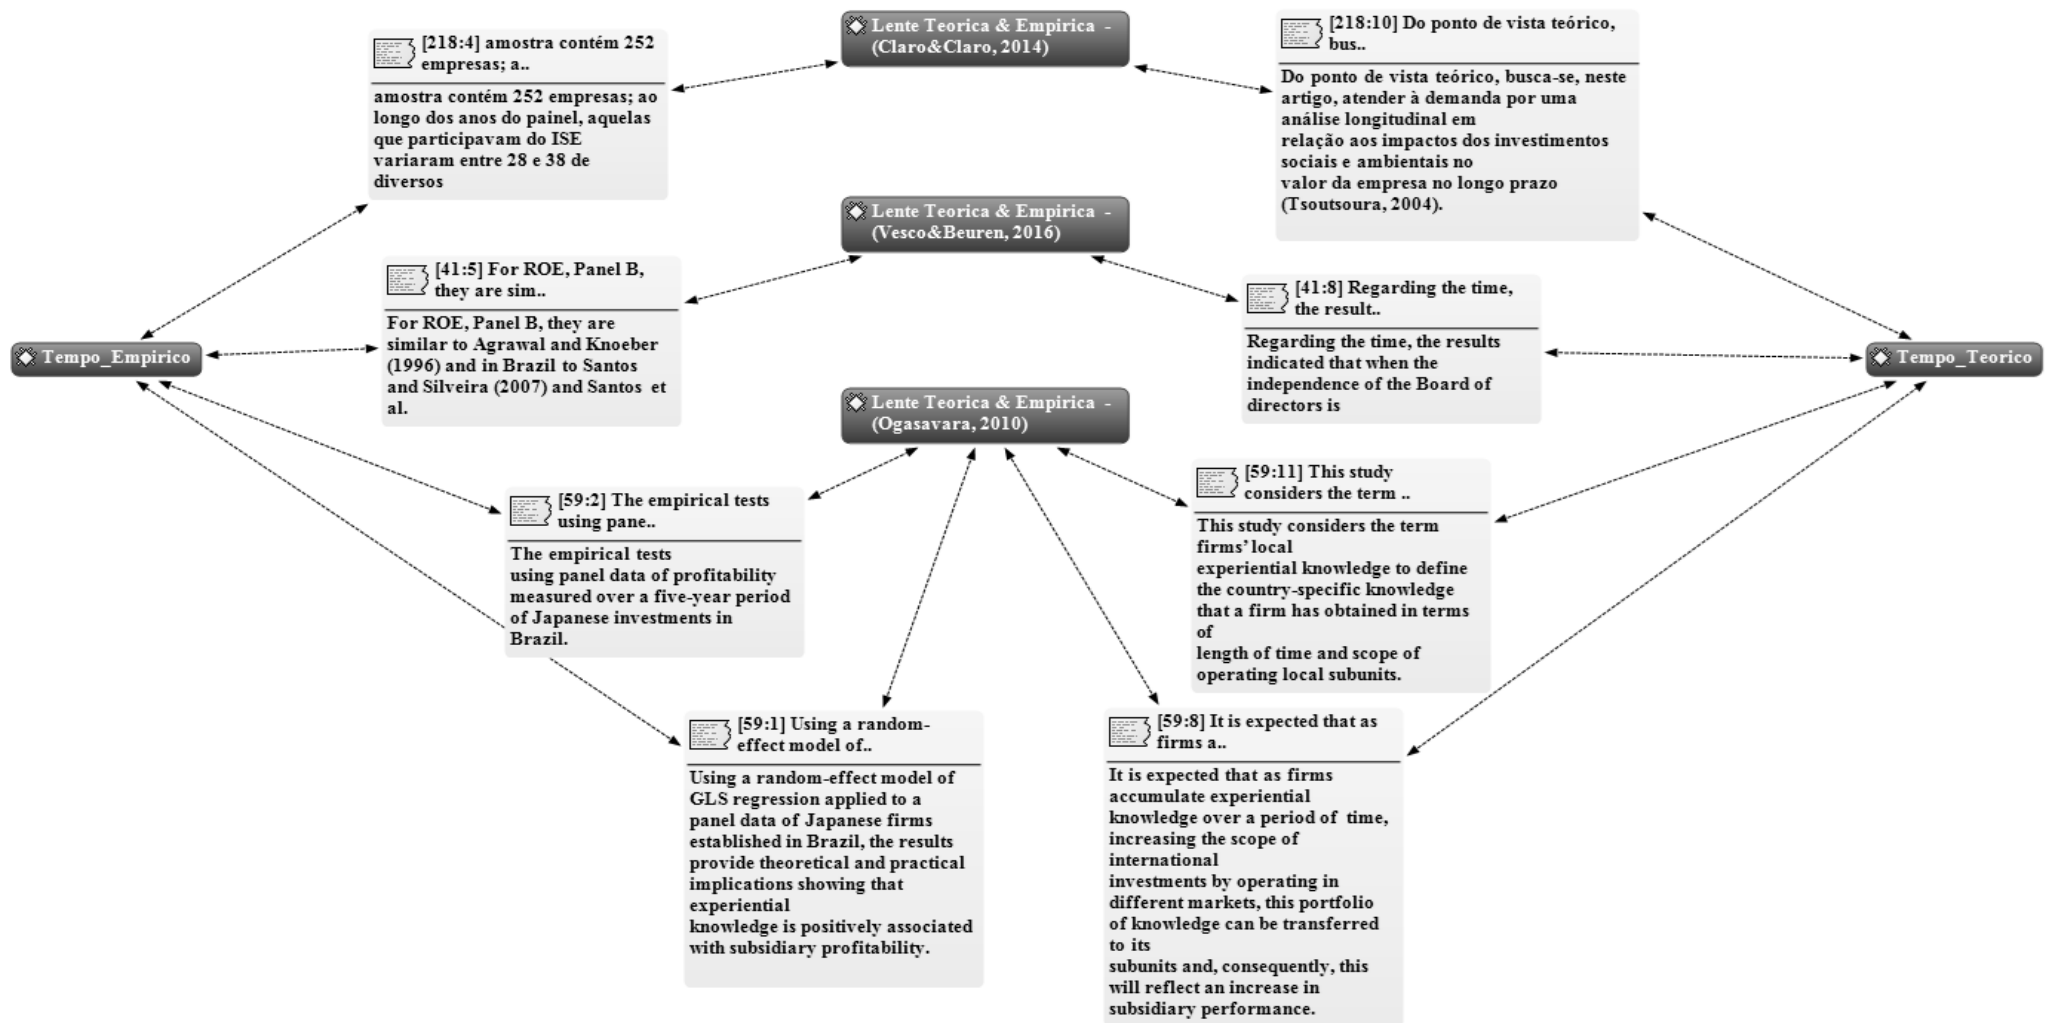 [218:4] amostra contém 252
empresas; a..
amostra contém 252 empresas; ao
longo dos anos do painel, aquelas
que participavam do ISE
variaram entre 28 e 38 de
diversos
Lente Teorica & Empirica -
(Claro&Claro, 2014)
[218:10] Do ponto de vista teórico,
bus..
Do ponto de vista teórico, busca-se, neste
artigo, atender à demanda por uma
análise longitudinal em
relação aos impactos dos investimentos
sociais e ambientais no
valor da empresa no longo prazo
(Tsoutsoura, 2004).
Lente Teorica & Empirica -
(Vesco&Beuren, 2016)
[41:5] For ROE, Panel B,
they are sim..
For ROE, Panel B, they are
similar to Agrawal and Knoeber
(1996) and in Brazil to Santos
and Silveira (2007) and Santos et
al.
[41:8] Regarding the time,
the result..
Regarding the time, the results
indicated that when the
independence of the Board of
directors is
Tempo_Empirico
Tempo_Teorico
Lente Teorica & Empirica -
(Ogasavara, 2010)
[59:2] The empirical tests
using pane..
The empirical tests
using panel data of profitability
measured over a five-year period
of Japanese investments in
Brazil.
[59:11] This study
considers the term ..
This study considers the term
firms’ local
experiential knowledge to define
the country-specific knowledge
that a firm has obtained in terms
of
length of time and scope of
operating local subunits.
[59:1] Using a random-
effect model of..
Using a random-effect model of
GLS regression applied to a
panel data of Japanese firms
established in Brazil, the results
provide theoretical and practical
implications showing that
experiential
knowledge is positively associated
with subsidiary profitability.
[59:8] It is expected that as
firms a..
It is expected that as firms
accumulate experiential
knowledge over a period of time,
increasing the scope of
international
investments by operating in
different markets, this portfolio
of knowledge can be transferred
to its
subunits and, consequently, this
will reflect an increase in
subsidiary performance.